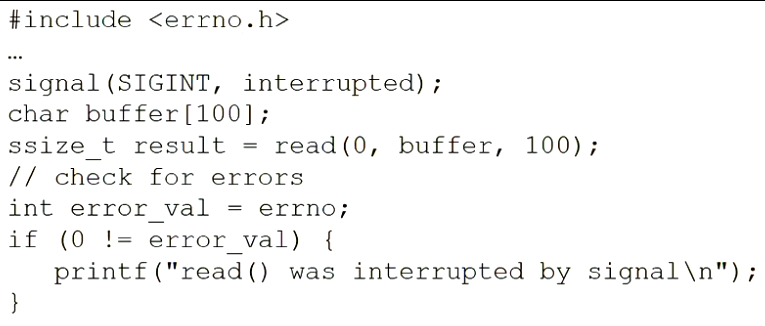 #include <errno.h>
…
signal(SIGINT, interrupted);
char buffer[100];
ssize_t result = read(0, buffer, 100);
// check for errors
int error_val = errno;
if (0 != error_val) {
   printf("read() was interrupted by signal\n");
}